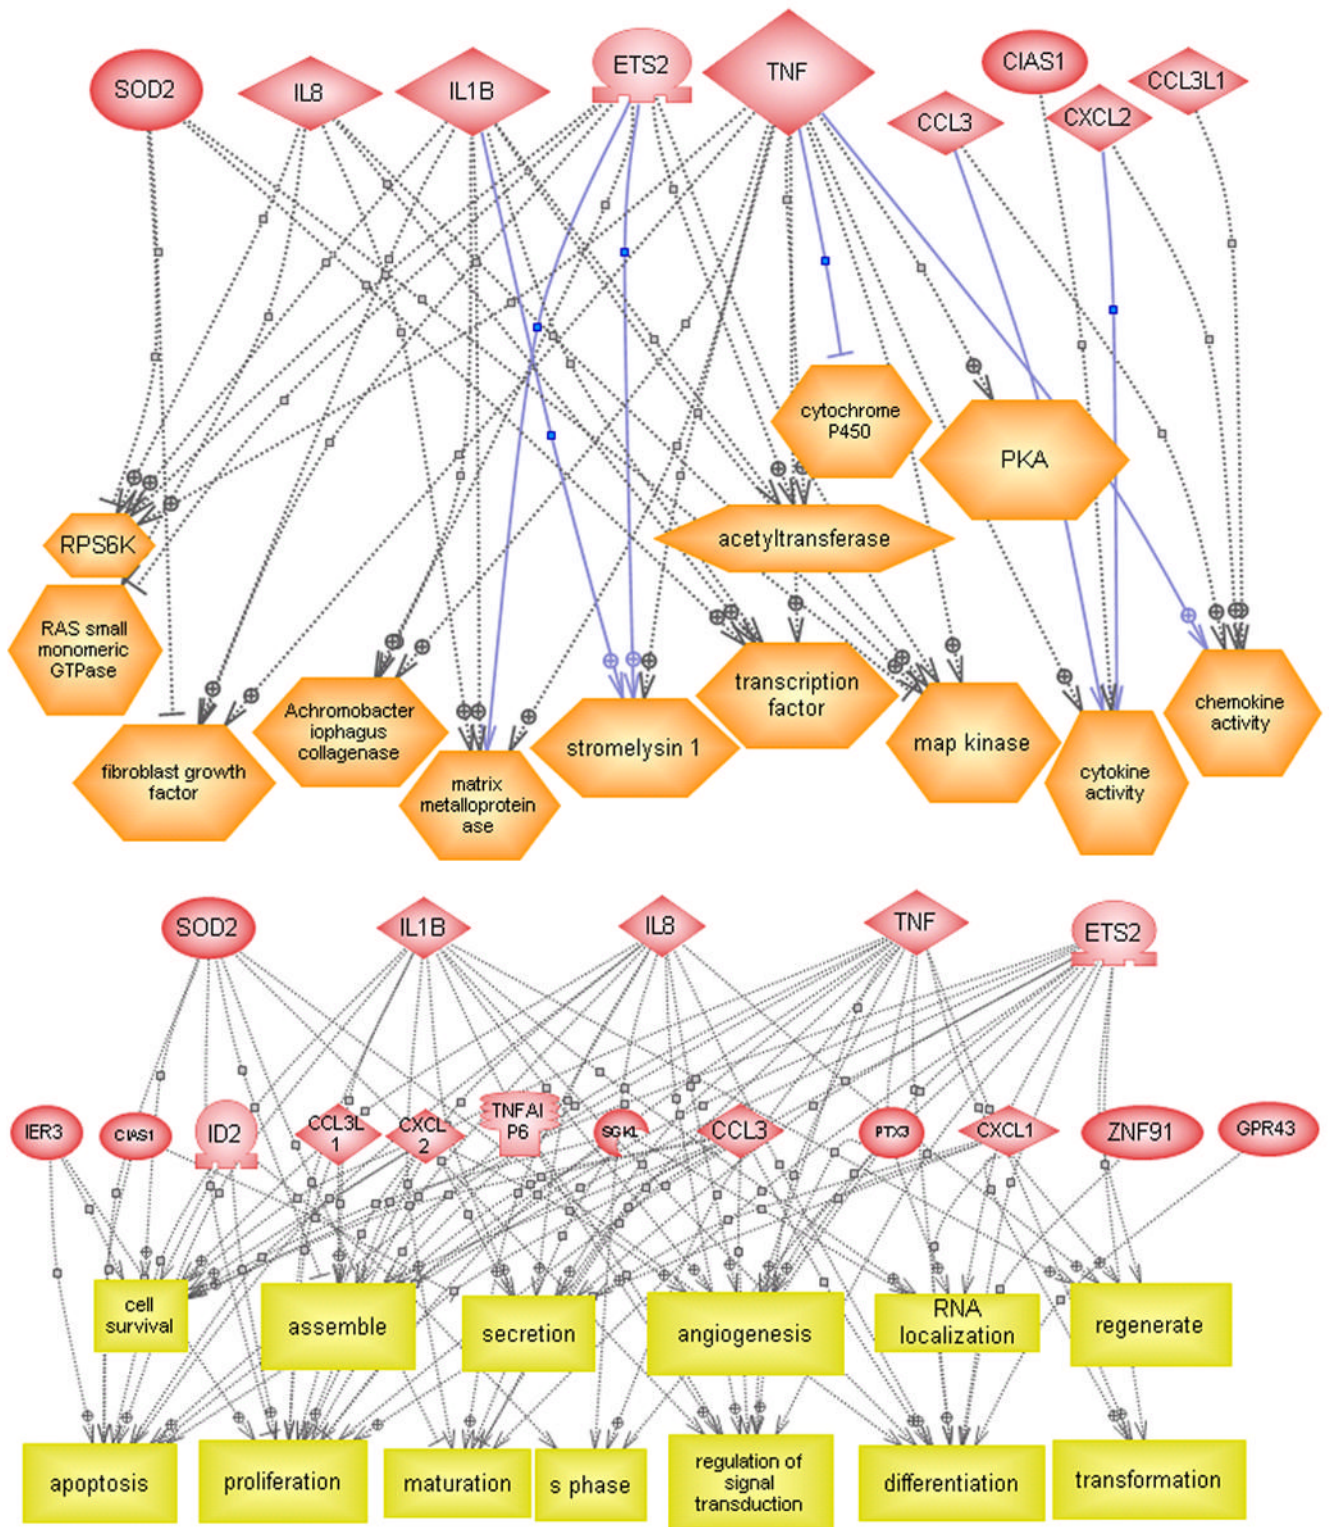 SOD2
IL8
IL1B
ETS2
TNF
CIAS1
CCL3L1
CCL3
CXCL2
cytochrome
P450
PKA
acetyltransferase
RPS6K
RAS small
monomeric
GTPase
fibroblast growth
factor
Achromobacter
iophagus
collagenase
matrix
metalloprotein
ase
stromelysin 1
transcription
factor
map kinase
cytokine
activity
chemokine
activity
SOD2
IL1B
IL8
TNF
ETS2
IER3
CIAS1
ID2
CCL3L
1
CXCL
2
TNFAI
P6
SGK1
CCL3
PTX3
CXCL1
ZNF91
GPR43
cell
survival
assemble
secretion
angiogenesis
RNA
localization
regenerate
apoptosis
proliferation
maturation
s phase
regulation of
signal
transduction
differentiation
transformation